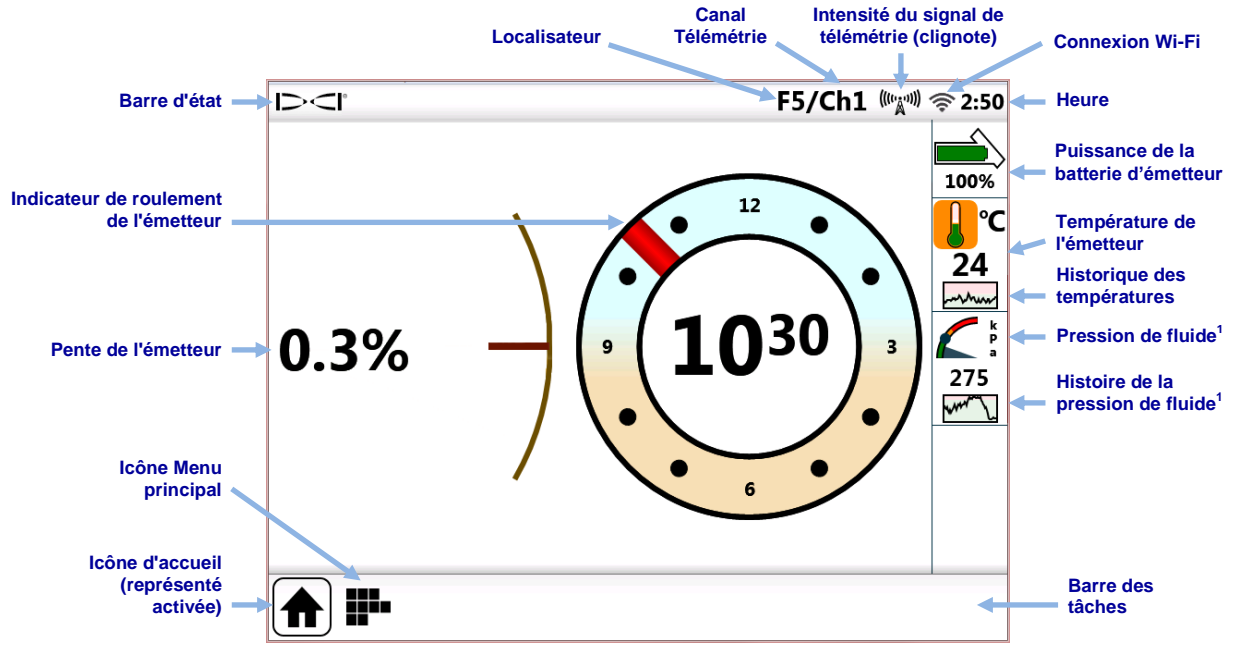 Localisateur
Canal
Télémétrie
Intensité du signal de
télémétrie (clignote)
Connexion Wi-Fi
Barre d'état
F5/Ch1
2:50
Heure
100%
Puissance de la
batterie d'émetteur
Indicateur de roulement
de l'émetteur
°C
24
Température de
l'émetteur
Historique des
températures
Pente de l'émetteur
0.3%
12
3
6
9
10³⁰
k
P
a
275
Pression de fluide¹
Histoire de la
pression de fluide¹
Icône Menu
principal
Icône d'accueil
(représenté
activée)
Barre des
tâches